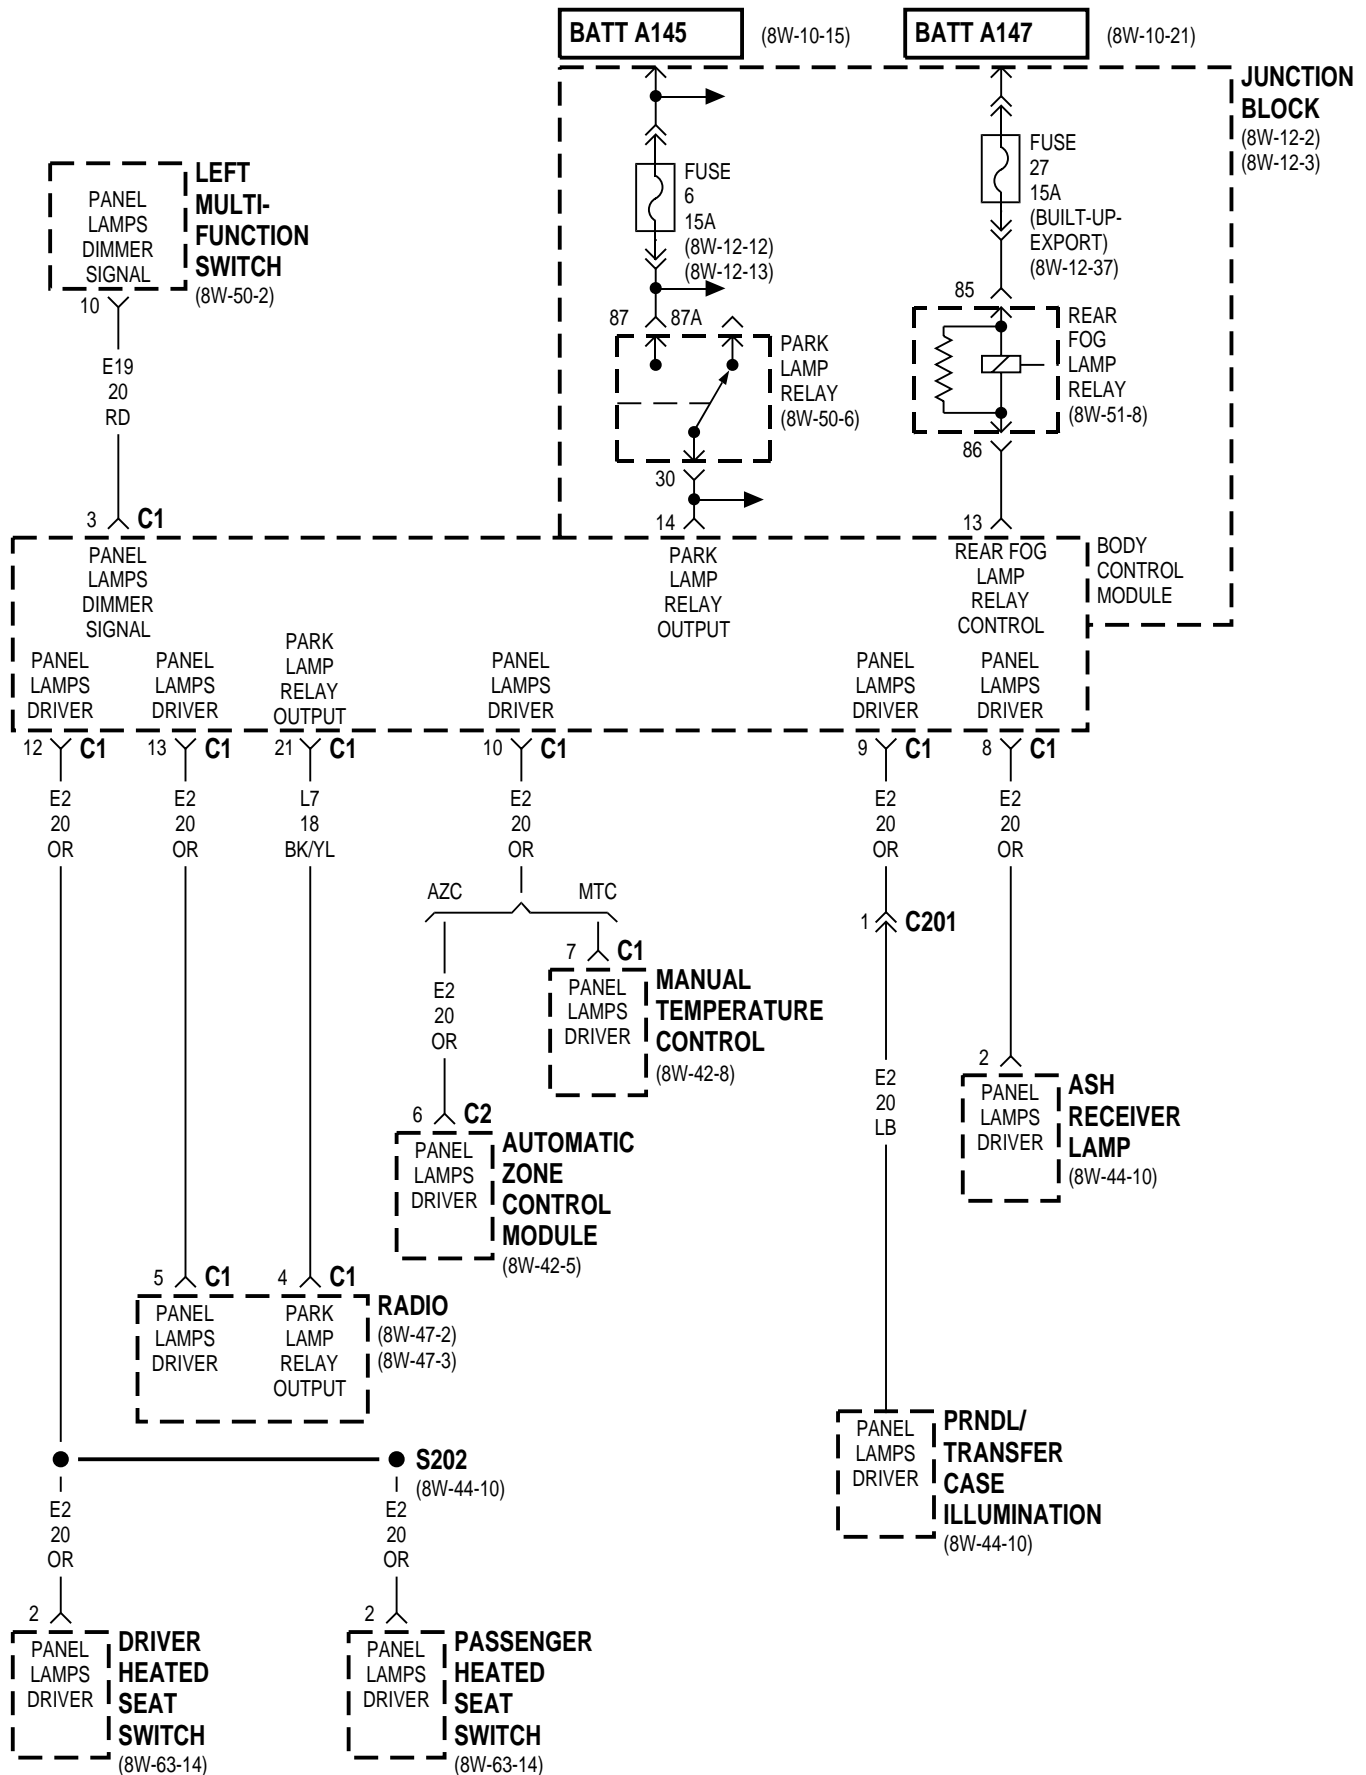 BATT A145
(8W-10-15)
BATT A147
(8W-10-21)
JUNCTION
BLOCK
(8W-12-2)
(8W-12-3)
FUSE
6
15A
(8W-12-12)
(8W-12-13)
FUSE
27
15A
(BUILT-UP-
EXPORT)
(8W-12-37)
PANEL
LAMPS
DIMMER
SIGNAL
LEFT
MULTI-
FUNCTION
SWITCH
(8W-50-2)
10
E19
20
RD
3
C1
87
87A
PARK
LAMP
RELAY
(8W-50-6)
30
14
85
REAR
FOG
LAMP
RELAY
(8W-51-8)
86
13
PANEL
LAMPS
DIMMER
SIGNAL
PARK
LAMP
RELAY
OUTPUT
REAR FOG
LAMP
RELAY
CONTROL
BODY
CONTROL
MODULE
PANEL
LAMPS
DRIVER
PANEL
LAMPS
DRIVER
PARK
LAMP
RELAY
OUTPUT
PANEL
LAMPS
DRIVER
PANEL
LAMPS
DRIVER
PANEL
LAMPS
DRIVER
12
C1
13
C1
21
C1
10
C1
9
C1
8
C1
E2
20
OR
E2
20
OR
L7
18
BK/YL
E2
20
OR
E2
20
OR
E2
20
OR
AZC
MTC
1
C201
7
C1
PANEL
LAMPS
DRIVER
MANUAL
TEMPERATURE
CONTROL
(8W-42-8)
E2
20
OR
6
C2
PANEL
LAMPS
DRIVER
AUTOMATIC
ZONE
CONTROL
MODULE
(8W-42-5)
E2
20
LB
2
PANEL
LAMPS
DRIVER
ASH
RECEIVER
LAMP
(8W-44-10)
5
C1
4
C1
PANEL
LAMPS
DRIVER
PARK
LAMP
RELAY
OUTPUT
RADIO
(8W-47-2)
(8W-47-3)
PANEL
LAMPS
DRIVER
PRNDL/
TRANSFER
CASE
ILLUMINATION
(8W-44-10)
S202
(8W-44-10)
E2
20
OR
E2
20
OR
2
PANEL
LAMPS
DRIVER
DRIVER
HEATED
SEAT
SWITCH
(8W-63-14)
2
PANEL
LAMPS
DRIVER
PASSENGER
HEATED
SEAT
SWITCH
(8W-63-14)